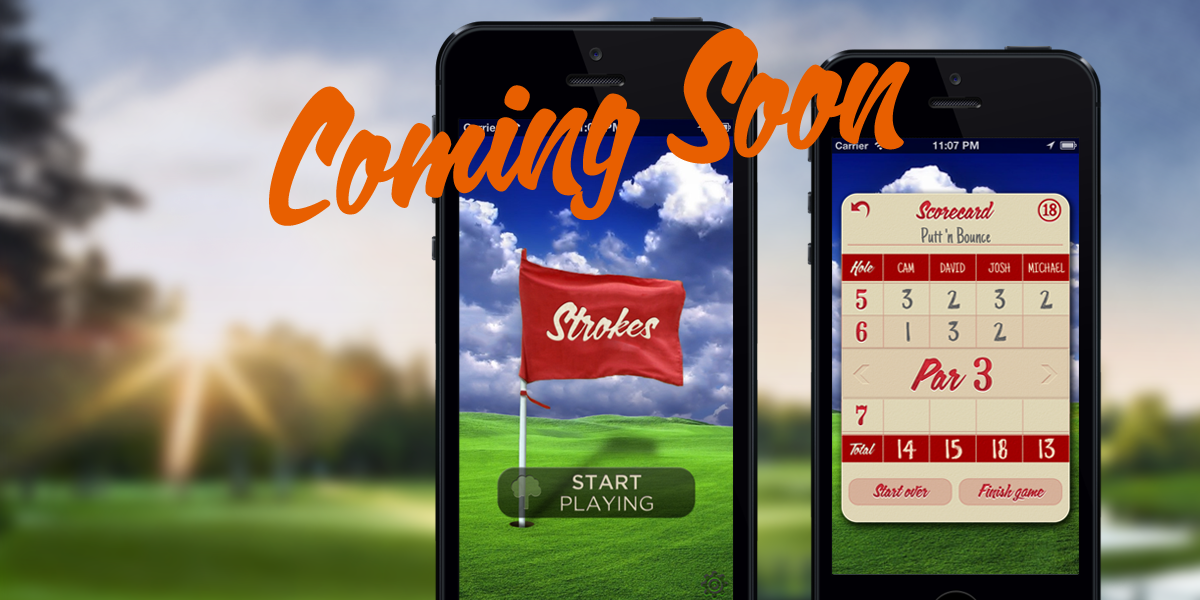 Coming Soon
Carrier
Strokes
START
PLAYING
Carrier 11:07 PM
Scorecard 18
Putt 'n Bounce
Hole CAM DAVID JOSH MICHAEL
5 3 2 3 2
6 1 3 2
Par 3
7
Total 14 15 18 13
Start over Finish game